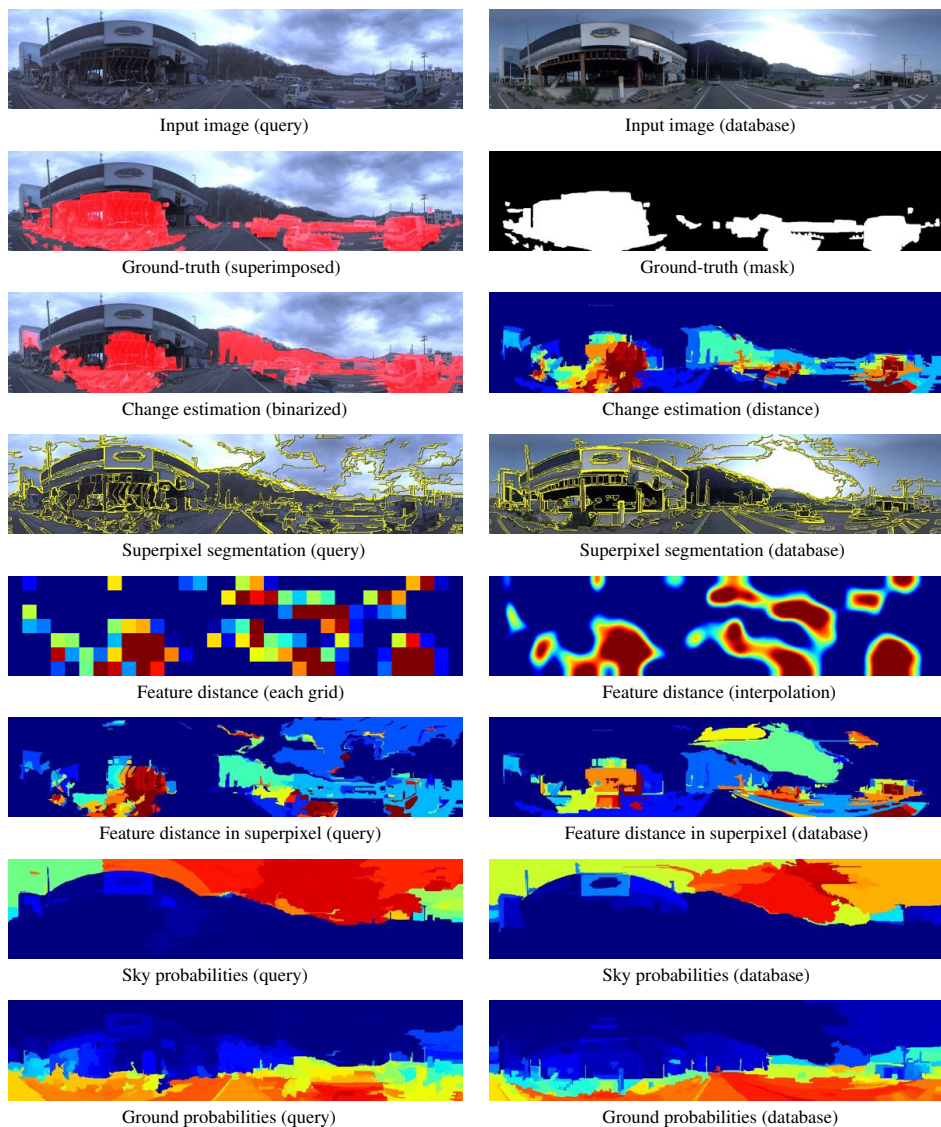 Input image (query)
Input image (database)
Ground-truth (superimposed)
Ground-truth (mask)
Change estimation (binarized)
Change estimation (distance)
Superpixel segmentation (query)
Superpixel segmentation (database)
Feature distance (each grid)
Feature distance (interpolation)
Feature distance in superpixel (query)
Feature distance in superpixel (database)
Sky probabilities (query)
Sky probabilities (database)
Ground probabilities (query)
Ground probabilities (database)